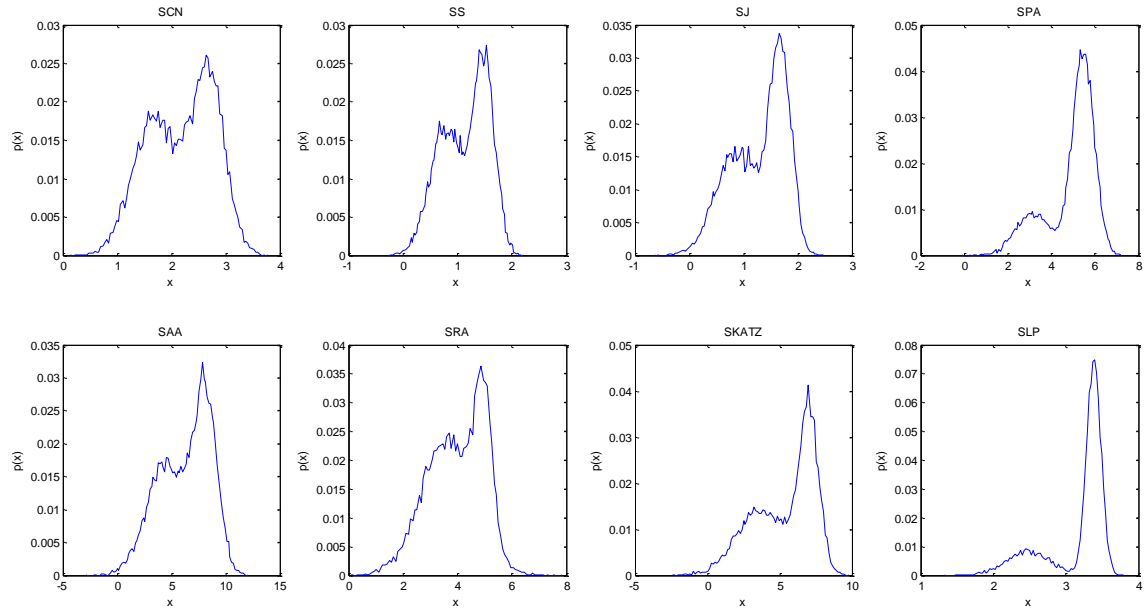 SCN
0.03
0.025
0.02
0.015
0.01
0.005
0
p(x)
0 1 2 3 4
x
SS
0.03
0.025
0.02
0.015
0.01
0.005
0
p(x)
-1 0 1 2 3
x
SJ
0.035
0.03
0.025
0.02
0.015
0.01
0.005
0
p(x)
-1 0 1 2 3
x
SPA
0.05
0.04
0.03
0.02
0.01
0
p(x)
-2 0 2 4 6 8
x
SAA
0.035
0.03
0.025
0.02
0.015
0.01
0.005
0
p(x)
-5 0 5 10 15
x
SRA
0.04
0.035
0.03
0.025
0.02
0.015
0.01
0.005
0
p(x)
0 2 4 6 8
x
SKATZ
0.05
0.04
0.03
0.02
0.01
0
p(x)
-5 0 5 10
x
SLP
0.08
0.07
0.06
0.05
0.04
0.03
0.02
0.01
0
p(x)
1 2 3 4
x